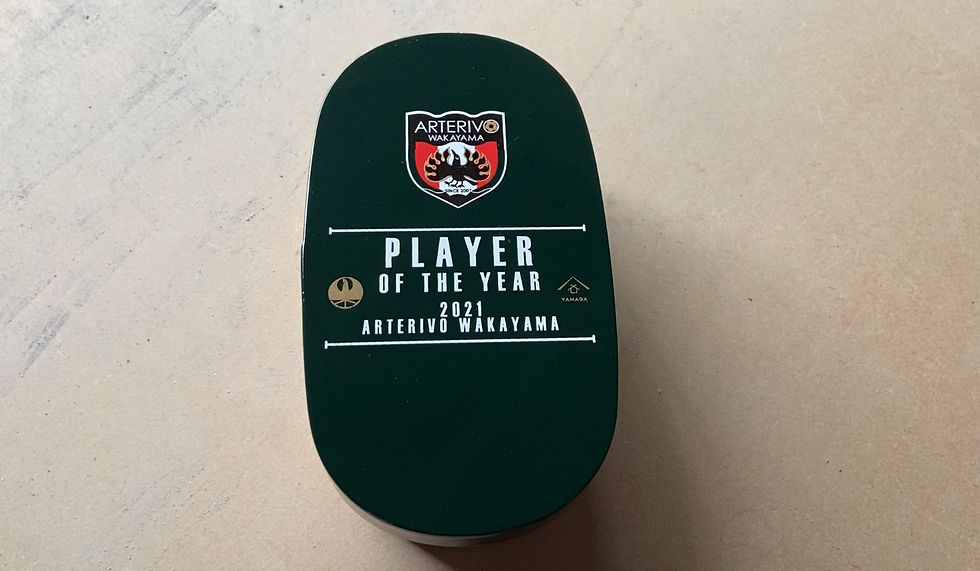 ARTERIVO
WAKAYAMA
SINCE 2007
PLAYER
OF THE YEAR
YAMAGA
2021
ARTERIVO WAKAYAMA